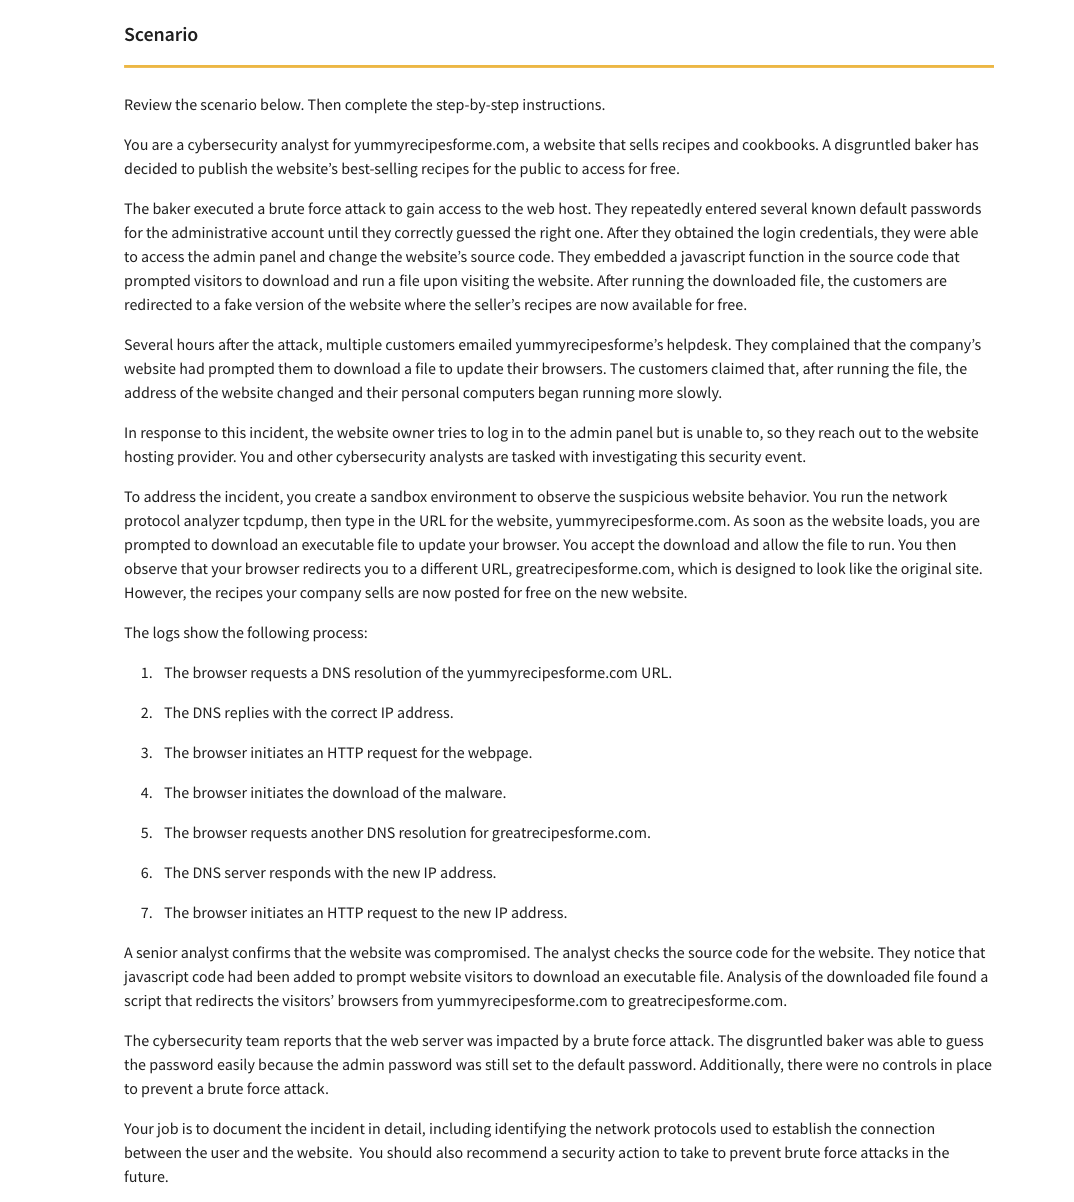 Scenario
Review the scenario below. Then complete the step-by-step instructions.
You are a cybersecurity analyst for yummyrecipesforme.com, a website that sells recipes and cookbooks. A disgruntled baker has
decided to publish the website’s best-selling recipes for the public to access for free.
The baker executed a brute force attack to gain access to the web host. They repeatedly entered several known default passwords
for the administrative account until they correctly guessed the right one. After they obtained the login credentials, they were able
to access the admin panel and change the website’s source code. They embedded a javascript function in the source code that
prompted visitors to download and run a file upon visiting the website. After running the downloaded file, the customers are
redirected to a fake version of the website where the seller’s recipes are now available for free.
Several hours after the attack, multiple customers emailed yummyrecipesforme’s helpdesk. They complained that the company’s
website had prompted them to download a file to update their browsers. The customers claimed that, after running the file, the
address of the website changed and their personal computers began running more slowly.
In response to this incident, the website owner tries to log in to the admin panel but is unable to, so they reach out to the website
hosting provider. You and other cybersecurity analysts are tasked with investigating this security event.
To address the incident, you create a sandbox environment to observe the suspicious website behavior. You run the network
protocol analyzer tcpdump, then type in the URL for the website, yummyrecipesforme.com. As soon as the website loads, you are
prompted to download an executable file to update your browser. You accept the download and allow the file to run. You then
observe that your browser redirects you to a different URL, greatrecipesforme.com, which is designed to look like the original site.
However, the recipes your company sells are now posted for free on the new website.
The logs show the following process:
1. The browser requests a DNS resolution of the yummyrecipesforme.com URL.
2. The DNS replies with the correct IP address.
3. The browser initiates an HTTP request for the webpage.
4. The browser initiates the download of the malware.
5. The browser requests another DNS resolution for greatrecipesforme.com.
6. The DNS server responds with the new IP address.
7. The browser initiates an HTTP request to the new IP address.
A senior analyst confirms that the website was compromised. The analyst checks the source code for the website. They notice that
javascript code had been added to prompt website visitors to download an executable file. Analysis of the downloaded file found a
script that redirects the visitors’ browsers from yummyrecipesforme.com to greatrecipesforme.com.
The cybersecurity team reports that the web server was impacted by a brute force attack. The disgruntled baker was able to guess
the password easily because the admin password was still set to the default password. Additionally, there were no controls in place
to prevent a brute force attack.
Your job is to document the incident in detail, including identifying the network protocols used to establish the connection
between the user and the website.  You should also recommend a security action to take to prevent brute force attacks in the
future.